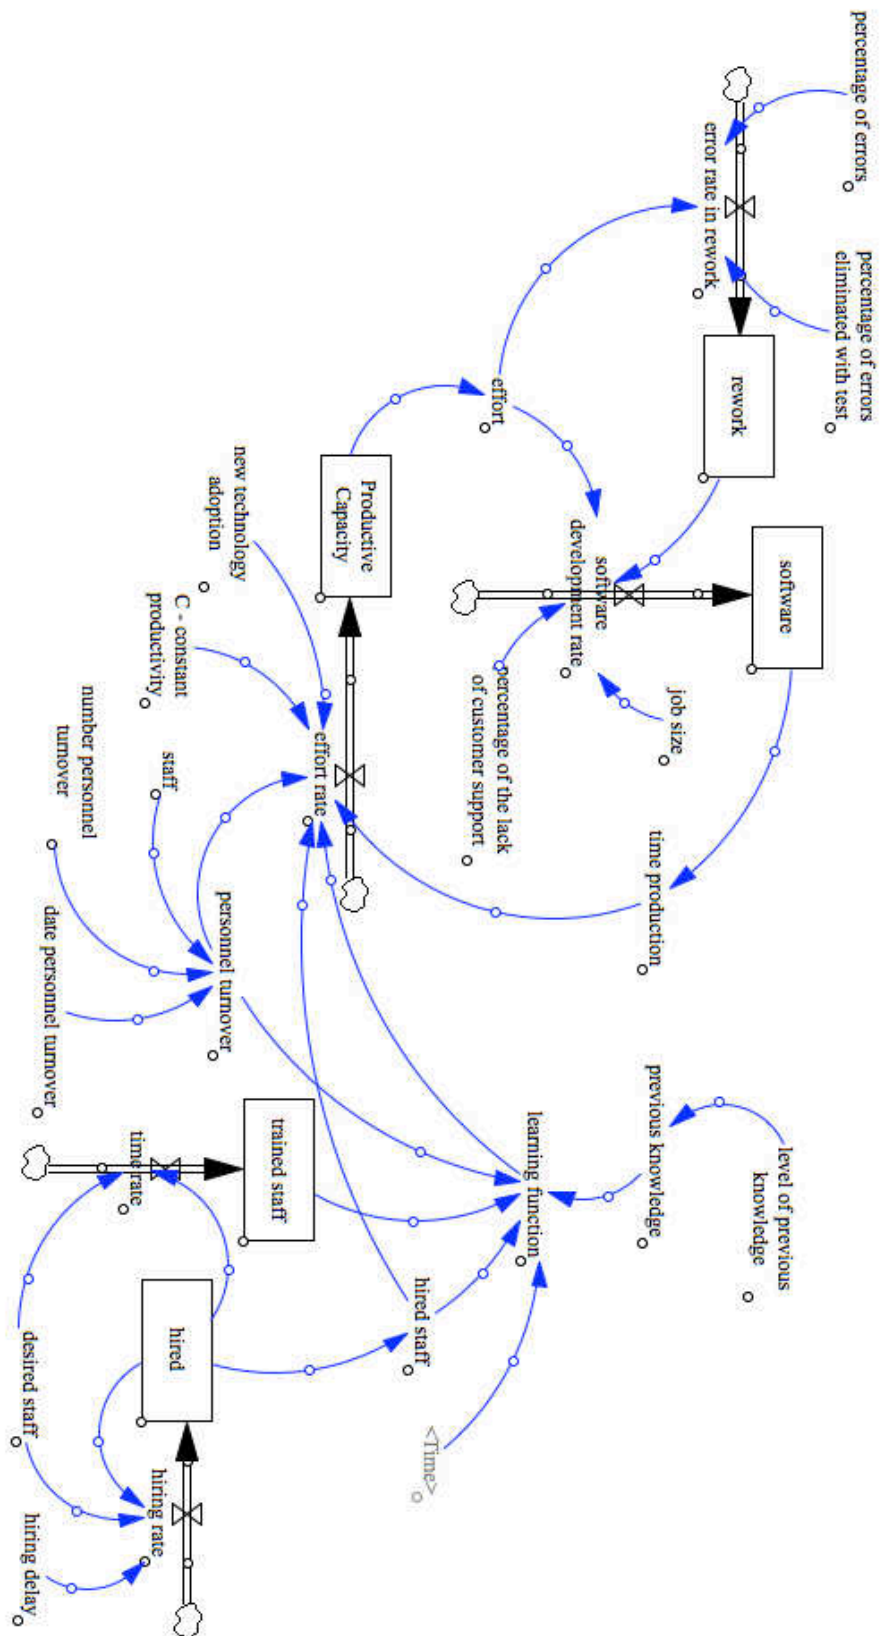 percentage of errors
percentage of errors
eliminated with test
error rate in rework
rework
software
effort
software
development rate
job size
percentage of the lack
of customer support
time production
Productive
Capacity
new technology
adoption
C - constant
productivity
effort rate
staff
number personnel
turnover
date personnel turnover
personnel turnover
level of previous
knowledge
previous knowledge
learning function
trained staff
time rate
hired staff
<Time>
hired
desired staff
hiring rate
hiring delay